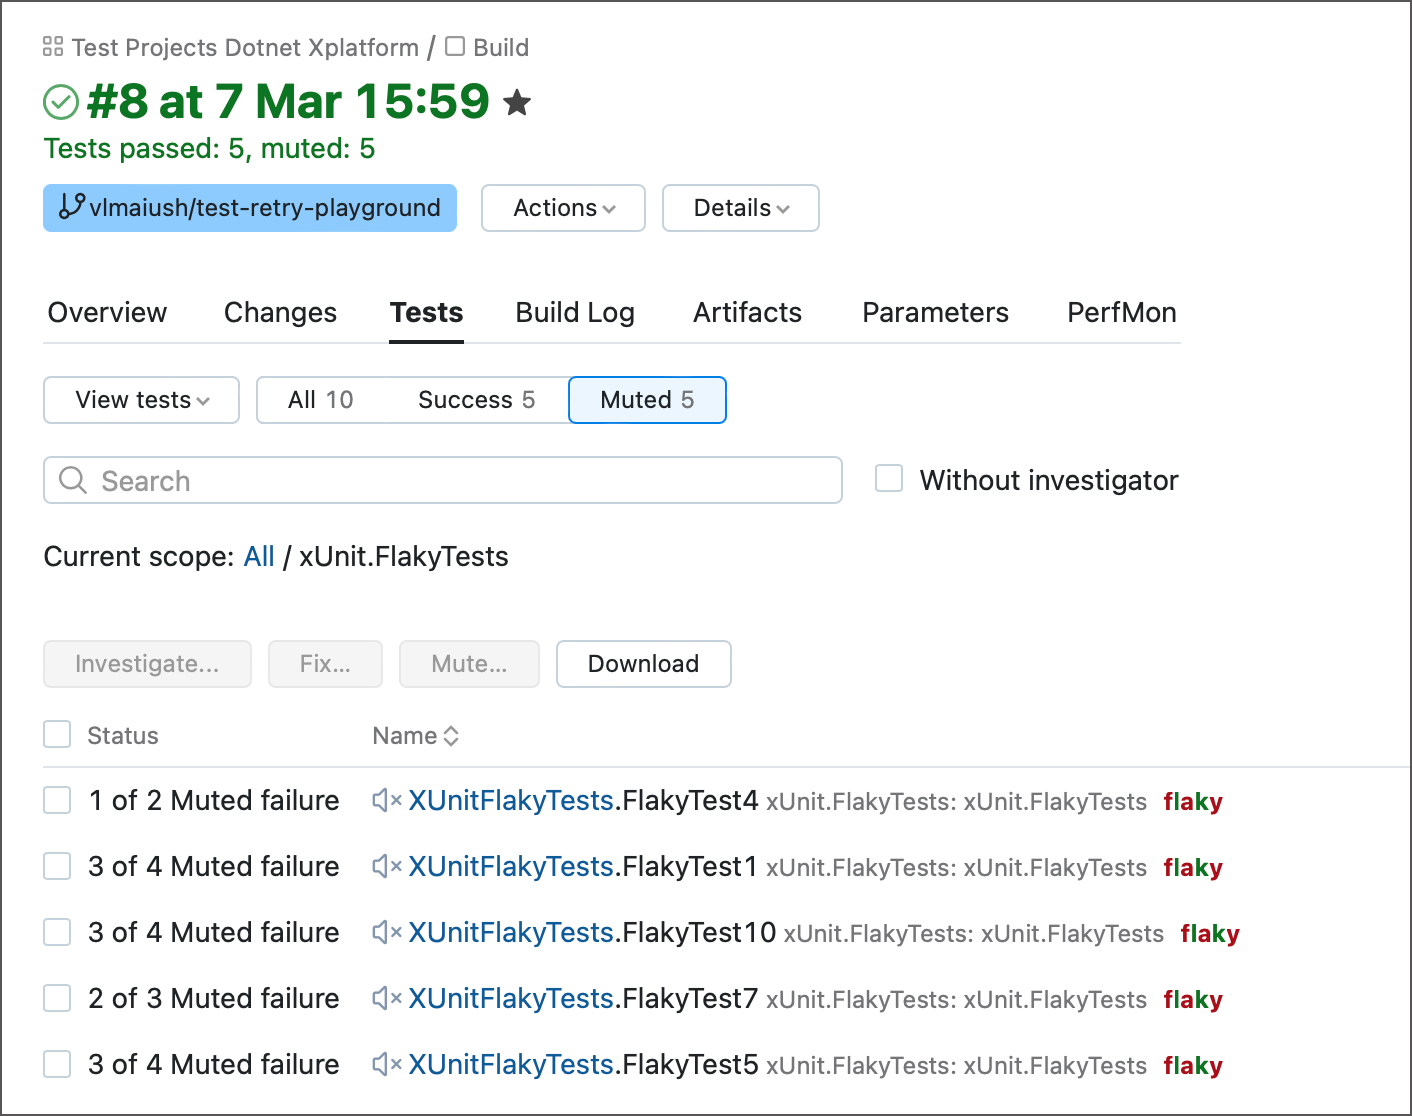 Test Projects Dotnet Xplatform / Build
#8 at 7 Mar 15:59
Tests passed: 5, muted: 5
vlmaiush/test-retry-playground Actions Details
Overview Changes Tests Build Log Artifacts Parameters PerfMon
View tests All 10 Success 5 Muted 5
Search Without investigator
Current scope: All / xUnit.FlakyTests
Investigate... Fix... Mute... Download
Status Name
1 of 2 Muted failure XUnitFlakyTests.FlakyTest4 xUnit.FlakyTests: xUnit.FlakyTests flaky
3 of 4 Muted failure XUnitFlakyTests.FlakyTest1 xUnit.FlakyTests: xUnit.FlakyTests flaky
3 of 4 Muted failure XUnitFlakyTests.FlakyTest10 xUnit.FlakyTests: xUnit.FlakyTests flaky
2 of 3 Muted failure XUnitFlakyTests.FlakyTest7 xUnit.FlakyTests: xUnit.FlakyTests flaky
3 of 4 Muted failure XUnitFlakyTests.FlakyTest5 xUnit.FlakyTests: xUnit.FlakyTests flaky